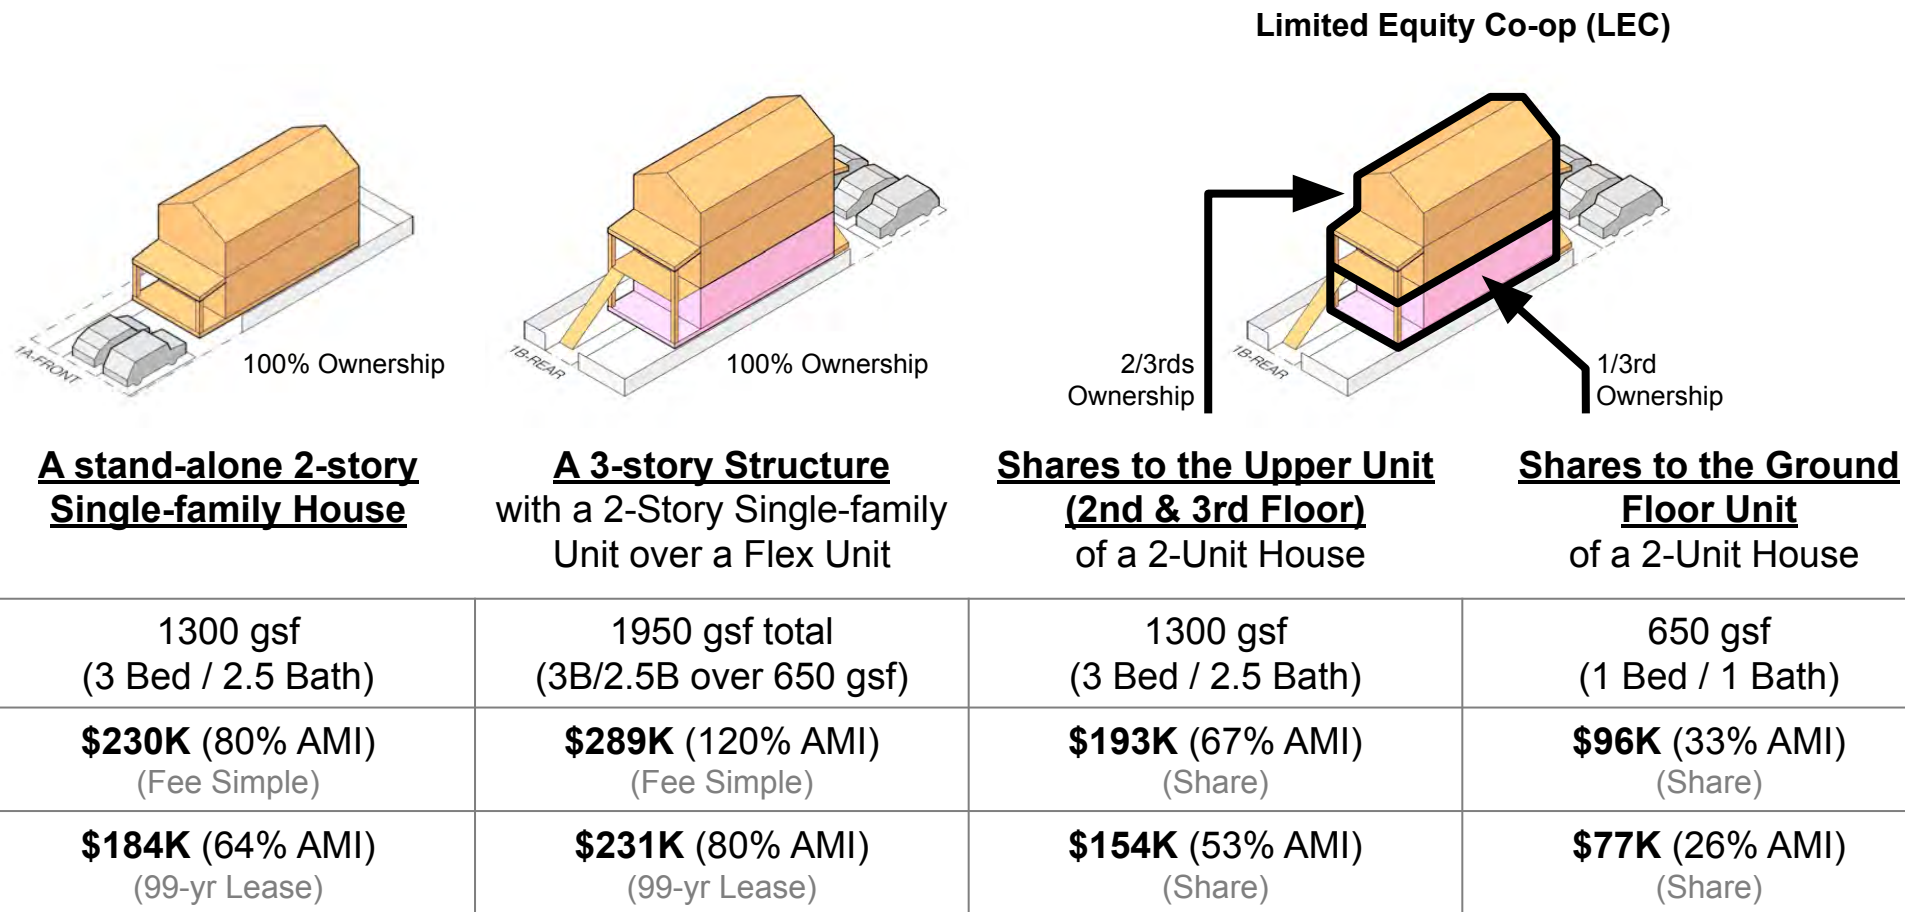 Limited Equity Co-op (LEC)
1A-FRONT
100% Ownership
1B-REAR
100% Ownership
2/3rds
Ownership
1B-REAR
1/3rd
Ownership
A stand-alone 2-story
Single-family House
A 3-story Structure
with a 2-Story Single-family
Unit over a Flex Unit
Shares to the Upper Unit
(2nd & 3rd Floor)
of a 2-Unit House
Shares to the Ground
Floor Unit
of a 2-Unit House
1300 gsf
(3 Bed / 2.5 Bath)
1950 gsf total
(3B/2.5B over 650 gsf)
1300 gsf
(3 Bed / 2.5 Bath)
650 gsf
(1 Bed / 1 Bath)
$230K (80% AMI)
(Fee Simple)
$289K (120% AMI)
(Fee Simple)
$193K (67% AMI)
(Share)
$96K (33% AMI)
(Share)
$184K (64% AMI)
(99-yr Lease)
$231K (80% AMI)
(99-yr Lease)
$154K (53% AMI)
(Share)
$77K (26% AMI)
(Share)